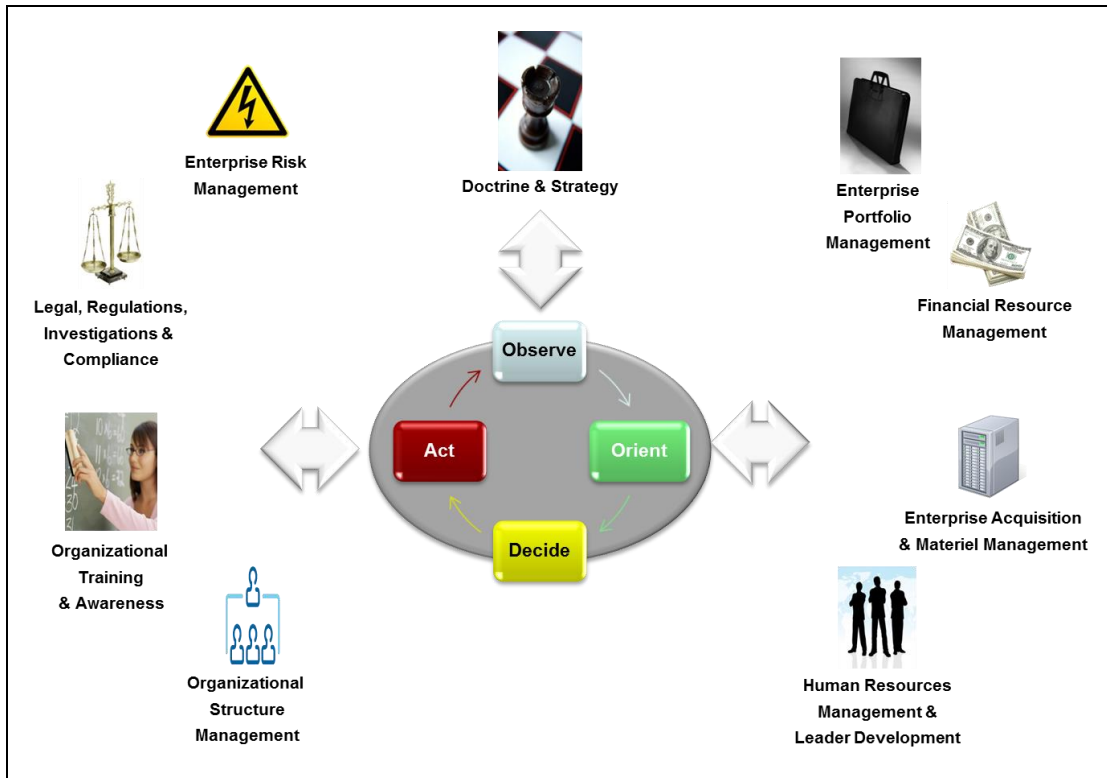 Enterprise Risk
Management
Doctrine & Strategy
Enterprise
Portfolio
Management
Legal, Regulations,
Investigations &
Compliance
Financial Resource
Management
Observe
Act
Orient
Decide
Organizational
Training
& Awareness
Enterprise Acquisition
& Materiel Management
Organizational
Structure
Management
Human Resources
Management &
Leader Development